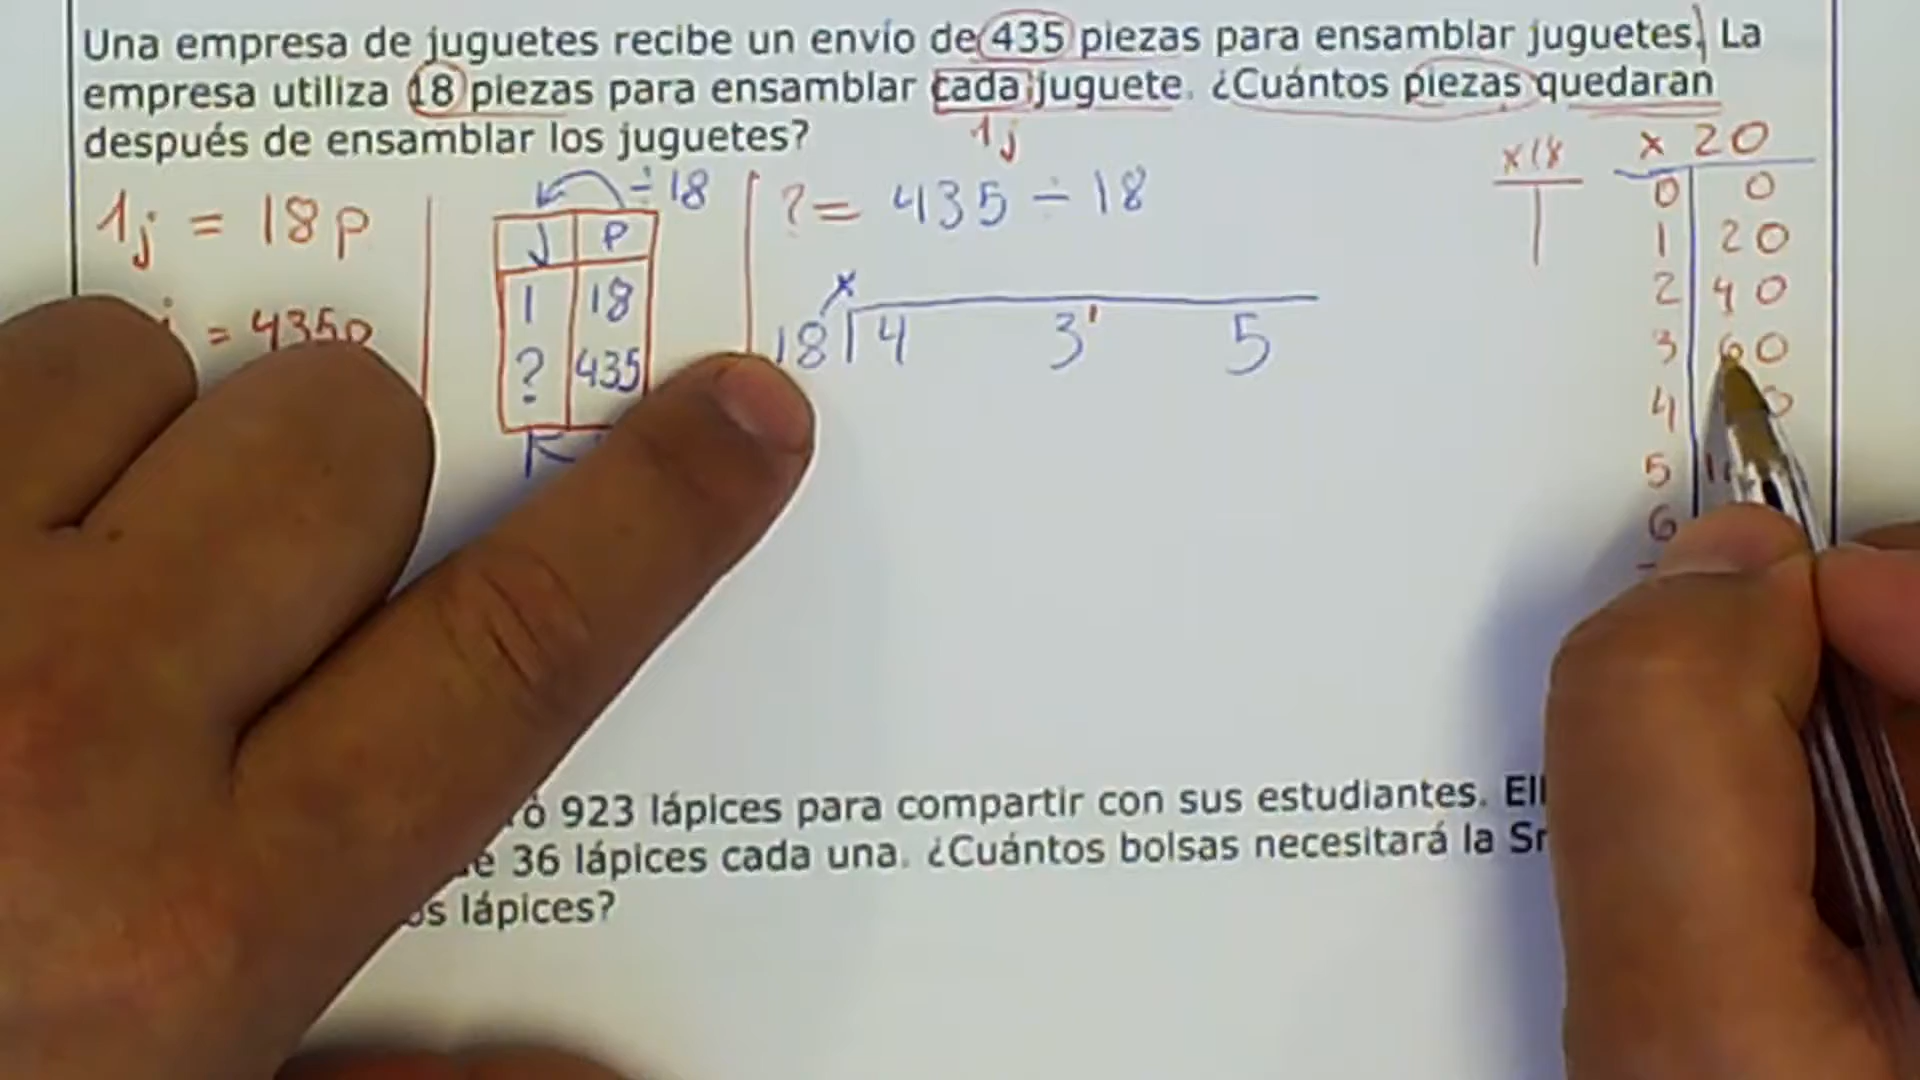 Una empresa de juguetes recibe un envío de 435 piezas para ensamblar juguetes. La
empresa utiliza 18 piezas para ensamblar cada juguete. ¿Cuántos piezas quedaran
después de ensamblar los juguetes?
1j
1j = 18p
= 435p
÷ 18
J P
1 18
? 435
? = 435 ÷ 18
x
18 4 3' 5
x18
x 20
0 0
1 20
2 40
3 60
4
5
6
923 lápices para compartir con sus estudiantes.
36 lápices cada una. ¿Cuántos bolsas necesitará la
lápices?